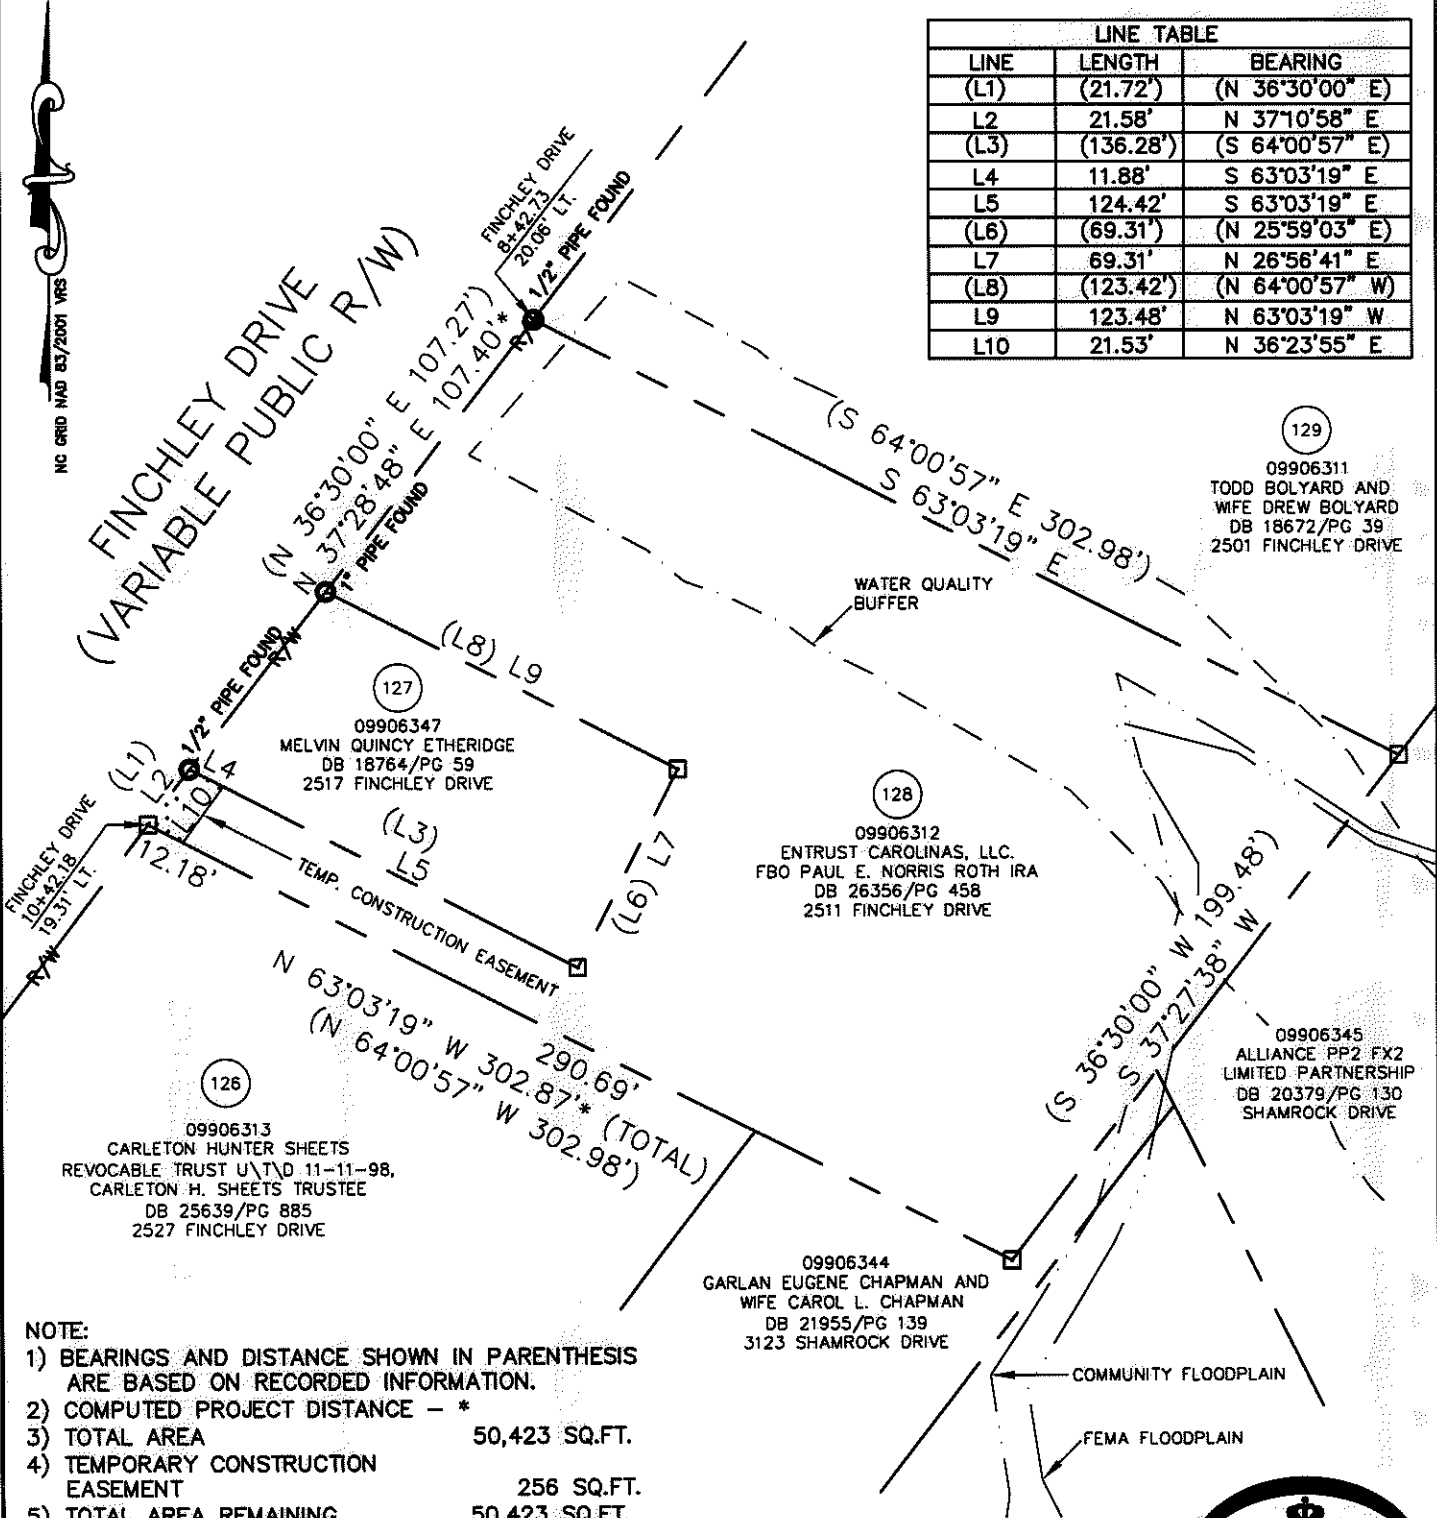 LINE TABLE
LINE LENGTH BEARING
(L1) (21.72') (N 36°30'00" E)
L2 21.58' N 37°10'58" E
(L3) (136.28') (S 64°00'57" E)
L4 11.88' S 63°03'19" E
L5 124.42' S 63°03'19" E
(L6) (69.31') (N 25°59'03" E)
L7 69.31' N 26°56'41" E
(L8) (123.42') (N 64°00'57" W)
L9 123.48' N 63°03'19" W
L10 21.53' N 36°23'55" E
NC GRID NAD 83/2001 VRS
FINCHLEY DRIVE
(VARIABLE PUBLIC R/W)
FINCHLEY DRIVE
8+42.73
20.06' LT.
1/2" PIPE FOUND
R/W
(N 36°30'00" E 107.27')
N 37°28'48" E 107.40'*
1" PIPE FOUND
R/W
1/2" PIPE FOUND
(S 64°00'57" E 302.98')
S 63°03'19" E
129
09906311
TODD BOLYARD AND
WIFE DREW BOLYARD
DB 18672/PG 39
2501 FINCHLEY DRIVE
WATER QUALITY
BUFFER
(L8) L9
127
09906347
MELVIN QUINCY ETHERIDGE
DB 18764/PG 59
2517 FINCHLEY DRIVE
(L1)
L2
L4
L10
(L3)
L5
(L6) L7
FINCHLEY DRIVE
10+42.18
19.31' LT.
12.18'
R/W
TEMP. CONSTRUCTION EASEMENT
128
09906312
ENTRUST CAROLINAS, LLC.
FBO PAUL E. NORRIS ROTH IRA
DB 26356/PG 458
2511 FINCHLEY DRIVE
290.69'
N 63°03'19" W 302.87'* (TOTAL)
(N 64°00'57" W 302.98')
(S 36°30'00" W 199.48')
S 37°27'38" W
09906345
ALLIANCE PP2 FX2
LIMITED PARTNERSHIP
DB 20379/PG 130
SHAMROCK DRIVE
126
09906313
CARLETON HUNTER SHEETS
REVOCABLE TRUST U\T\D 11-11-98,
CARLETON H. SHEETS TRUSTEE
DB 25639/PG 885
2527 FINCHLEY DRIVE
09906344
GARLAN EUGENE CHAPMAN AND
WIFE CAROL L. CHAPMAN
DB 21955/PG 139
3123 SHAMROCK DRIVE
COMMUNITY FLOODPLAIN
FEMA FLOODPLAIN
NOTE:
1) BEARINGS AND DISTANCE SHOWN IN PARENTHESIS
ARE BASED ON RECORDED INFORMATION.
2) COMPUTED PROJECT DISTANCE – *
3) TOTAL AREA 50,423 SQ.FT.
4) TEMPORARY CONSTRUCTION
EASEMENT 256 SQ.FT.
5) TOTAL AREA REMAINING 50,423 SQ.FT.